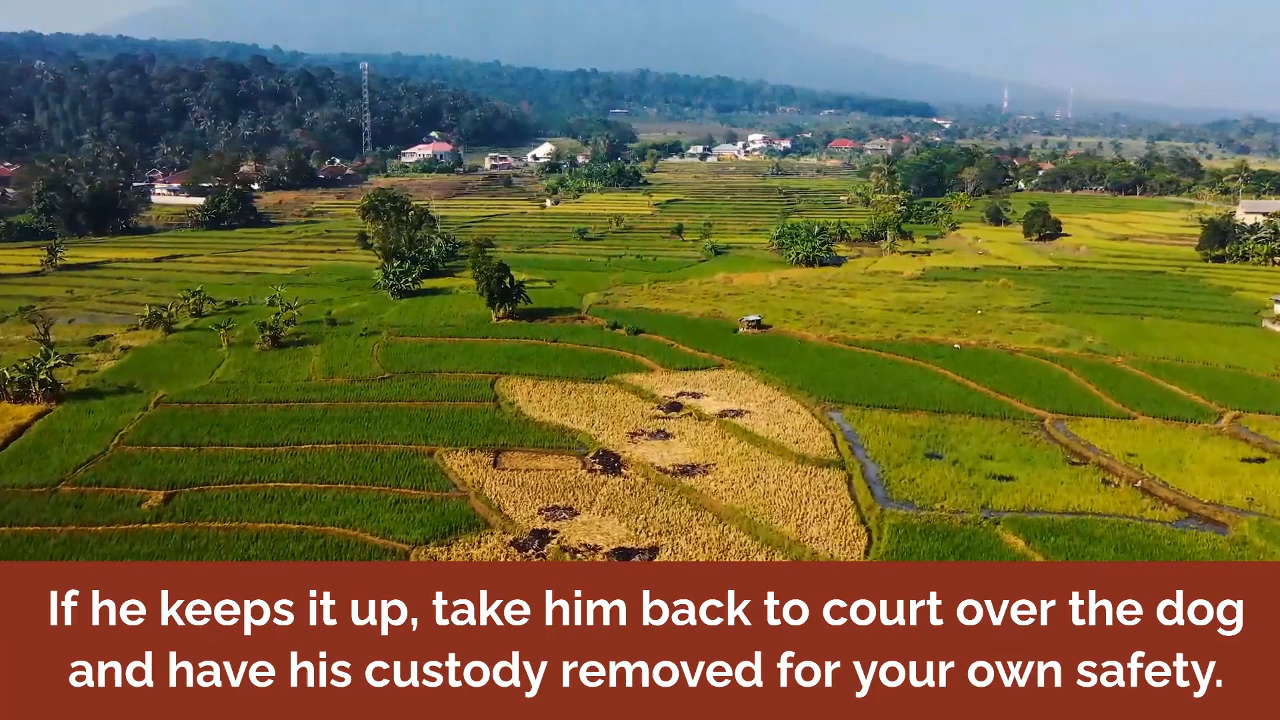 If he keeps it up, take him back to court over the dog
and have his custody removed for your own safety.